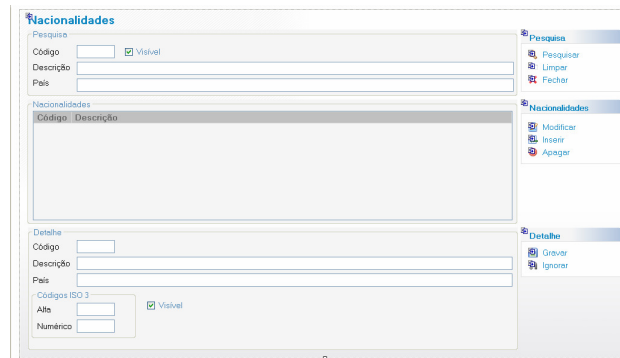 Nacionalidades
Pesquisa
Código Visível
Descrição
País
Nacionalidades
Código Descrição
Detalhe
Código
Descrição
País
Códigos ISO 3
Alfa Visível
Numérico
Pesquisa
Pesquisar
Limpar
Fechar
Nacionalidades
Modificar
Inserir
Apagar
Detalhe
Gravar
Ignorar